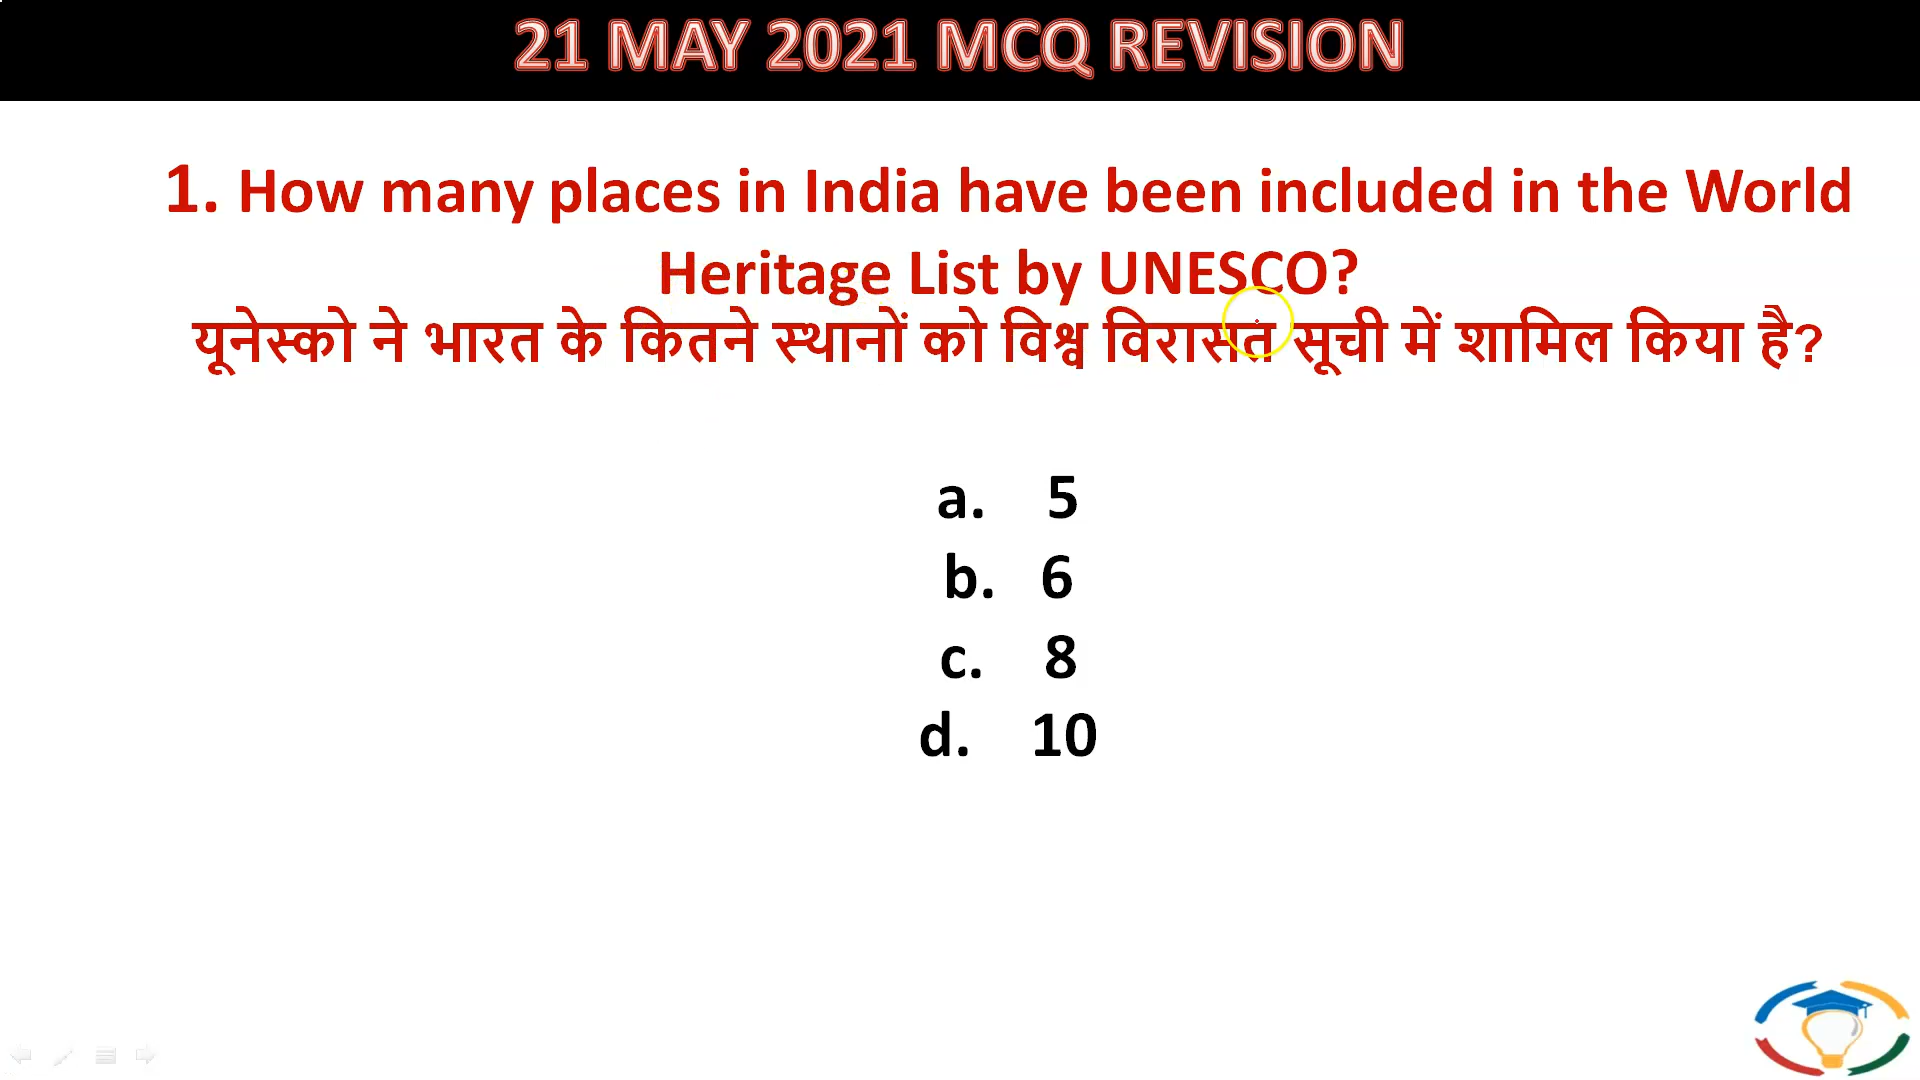 21 MAY 2021 MCQ REVISION
1. How many places in India have been included in the World
Heritage List by UNESCO?
यूनेस्को ने भारत के कितने स्थानों को विश्व विरासत सूची में शामिल किया है?
a. 5
b. 6
c. 8
d. 10